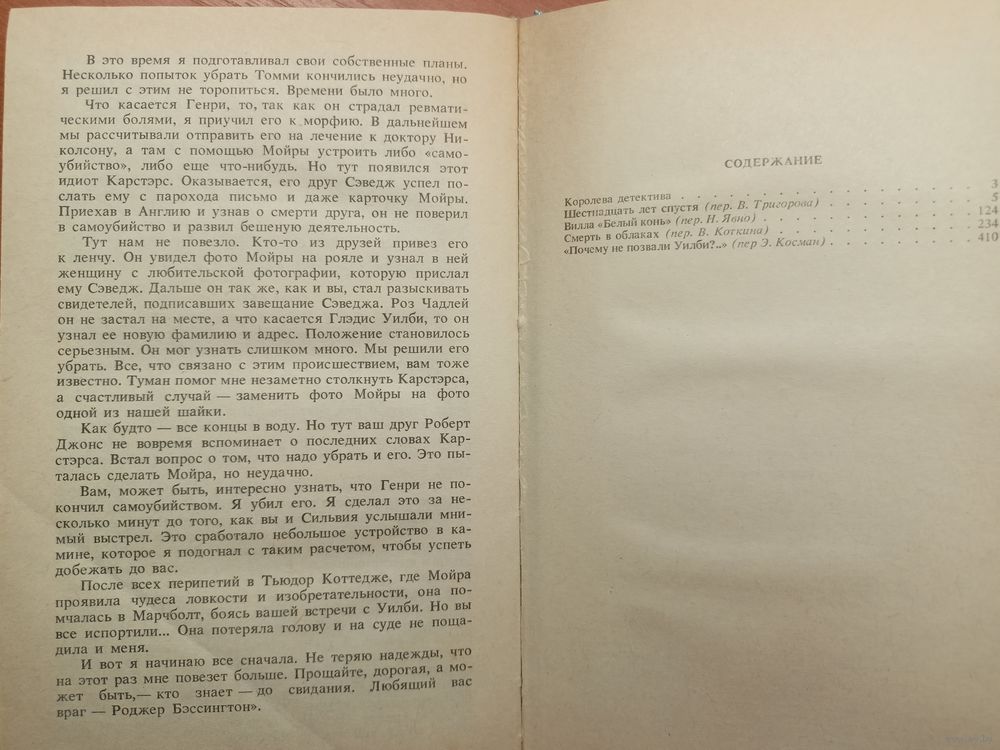 В это время я подготавливал свои собственные планы.
Несколько попыток убрать Томми кончились неудачно, но
я решил с этим не торопиться. Времени было много.
Что касается Генри, то, так как он страдал ревмати-
ческими болями, я приучил его к морфию. В дальнейшем
мы рассчитывали отправить его на лечение к доктору Ни-
колсону, а там с помощью Мойры устроить либо «само-
убийство», либо еще что-нибудь. Но тут появился этот
идиот Карстэрс. Оказывается, его друг Сэведж успел по-
слать ему с парохода письмо и даже карточку Мойры.
Приехав в Англию и узнав о смерти друга, он не поверил
в самоубийство и развил бешеную деятельность.
Тут нам не повезло. Кто-то из друзей привез его
к ленчу. Он увидел фото Мойры на рояле и узнал в ней
женщину с любительской фотографии, которую прислал
ему Сэведж. Дальше он так же, как и вы, стал разыскивать
свидетелей, подписавших завещание Сэведжа. Роз Чадлей
он не застал на месте, а что касается Глэдис Уилби, то он
узнал ее новую фамилию и адрес. Положение становилось
серьезным. Он мог узнать слишком много. Мы решили его
убрать. Все, что связано с этим происшествием, вам тоже
известно. Туман помог мне незаметно столкнуть Карстэрса,
а счастливый случай — заменить фото Мойры на фото
одной из нашей шайки.
Как будто — все концы в воду. Но тут ваш друг Роберт
Джонс не вовремя вспоминает о последних словах Кар-
стэрса. Встал вопрос о том, что надо убрать и его. Это пы-
талась сделать Мойра, но неудачно.
Вам, может быть, интересно узнать, что Генри не по-
кончил самоубийством. Я убил его. Я сделал это за не-
сколько минут до того, как вы и Сильвия услышали мни-
мый выстрел. Это сработало небольшое устройство в ка-
мине, которое я подогнал с таким расчетом, чтобы успеть
добежать до вас.
После всех перипетий в Тьюдор Коттедже, где Мойра
проявила чудеса ловкости и изобретательности, она по-
мчалась в Марчболт, боясь вашей встречи с Уилби. Но вы
все испортили... Она потеряла голову и на суде не поща-
дила и меня.
И вот я начинаю все сначала. Не теряю надежды, что
на этот раз мне повезет больше. Прощайте, дорогая, а мо-
жет быть,— кто знает — до свидания. Любящий вас
враг — Роджер Бэссингтон».
СОДЕРЖАНИЕ
Королева детектива . . . . . . . . . . . . . . 3
Шестнадцать лет спустя (пер. В. Тригорова) . . . . . . . . 5
Вилла «Белый конь» (пер. Н. Явно) . . . . . . . . . . 124
Смерть в облаках (пер. В. Коткина) . . . . . . . . . . 234
«Почему не позвали Уилби?..» (пер Э. Косман) . . . . . . . 410